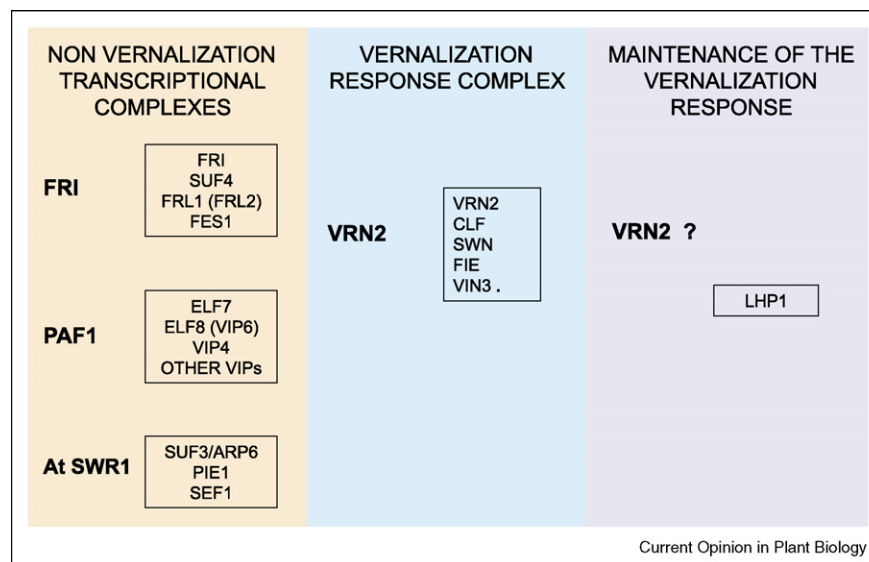 NON VERNALIZATION
TRANSCRIPTIONAL
COMPLEXES
FRI
FRI
SUF4
FRL1 (FRL2)
FES1
PAF1
ELF7
ELF8 (VIP6)
VIP4
OTHER VIPs
At SWR1
SUF3/ARP6
PIE1
SEF1
VERNALIZATION
RESPONSE COMPLEX
VRN2
VRN2
CLF
SWN
FIE
VIN3 .
MAINTENANCE OF THE
VERNALIZATION
RESPONSE
VRN2 ?
LHP1
Current Opinion in Plant Biology